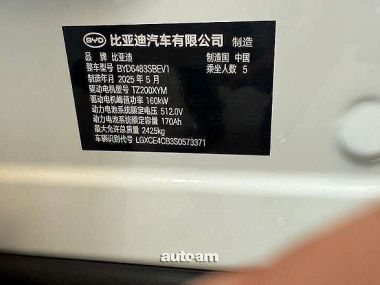 BYD 比亚迪汽车有限公司 制造
品 牌 比亚迪 制造国 中国
整车型号 BYD6483SBEV1 乘坐人数 5
制造年月 2025 年 5 月
驱动电机型号 TZ200XYM
驱动电机峰值功率 160kW
动力电池系统额定电压 512.0V
动力电池系统额定容量 170Ah
最大允许总质量 2425kg
车辆识别代号 LGXCE4CB3S0573371
autoam